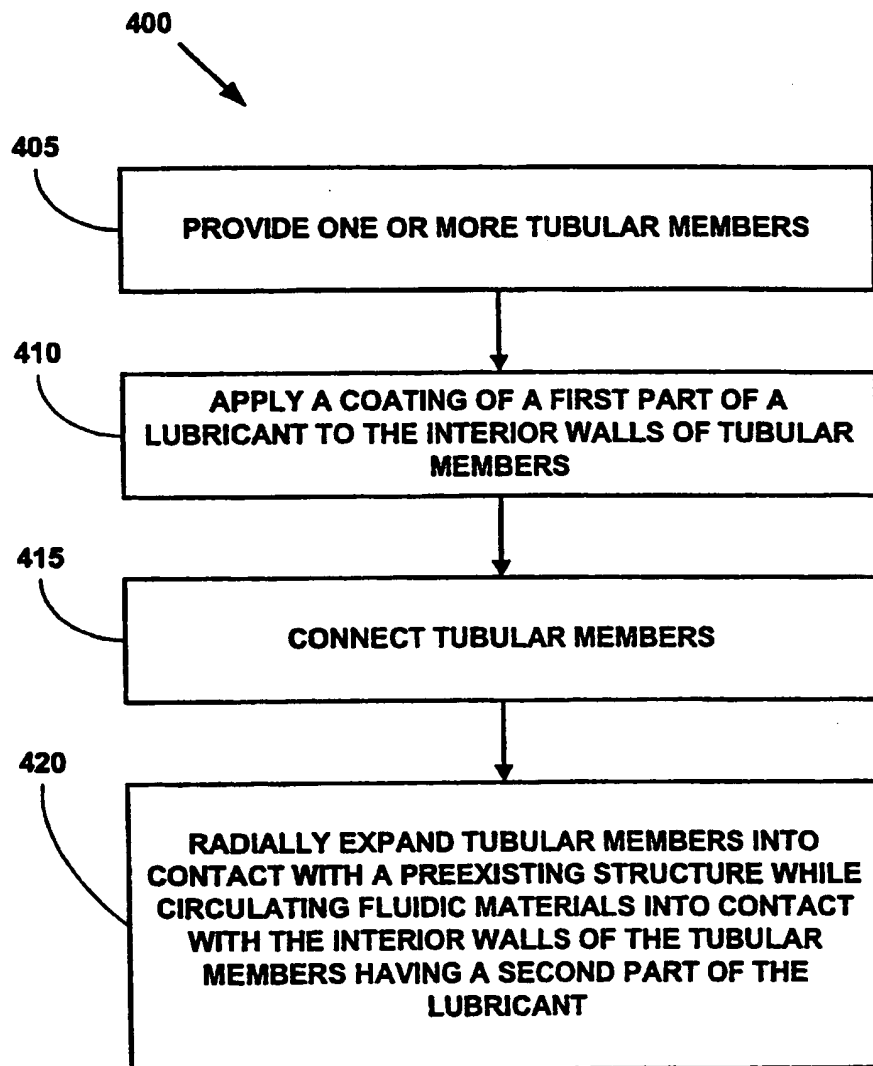 400
405
PROVIDE ONE OR MORE TUBULAR MEMBERS
410
APPLY A COATING OF A FIRST PART OF A
LUBRICANT TO THE INTERIOR WALLS OF TUBULAR
MEMBERS
415
CONNECT TUBULAR MEMBERS
420
RADIALLY EXPAND TUBULAR MEMBERS INTO
CONTACT WITH A PREEXISTING STRUCTURE WHILE
CIRCULATING FLUIDIC MATERIALS INTO CONTACT
WITH THE INTERIOR WALLS OF THE TUBULAR
MEMBERS HAVING A SECOND PART OF THE
LUBRICANT